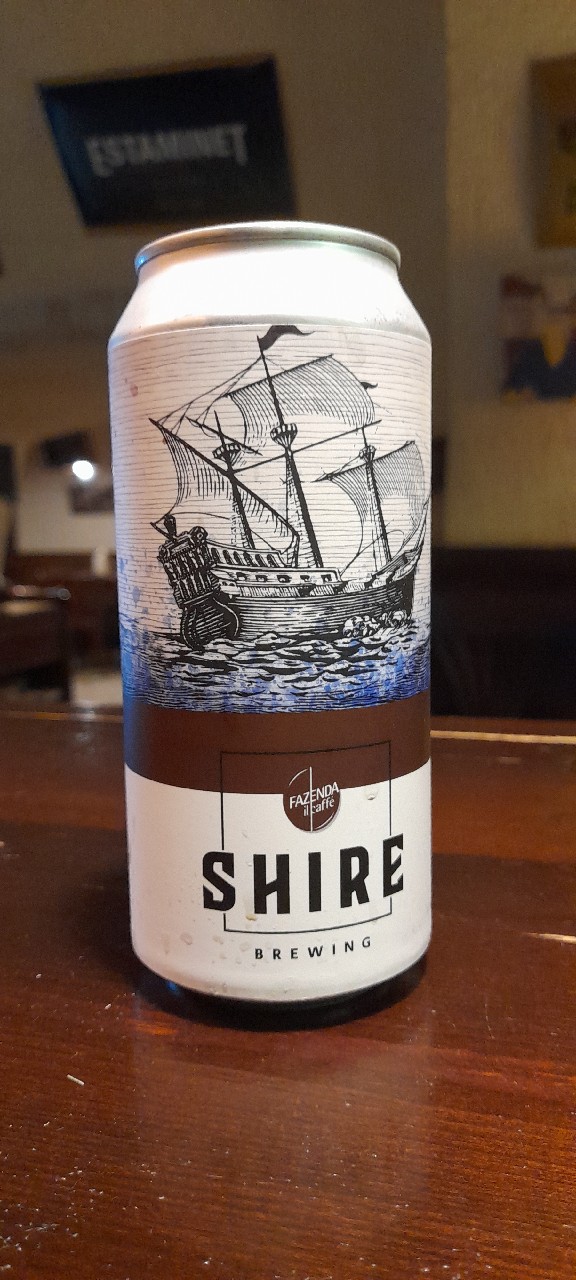 ESTAMINET
FAZENDA
il caffè
SHIRE
BREWING